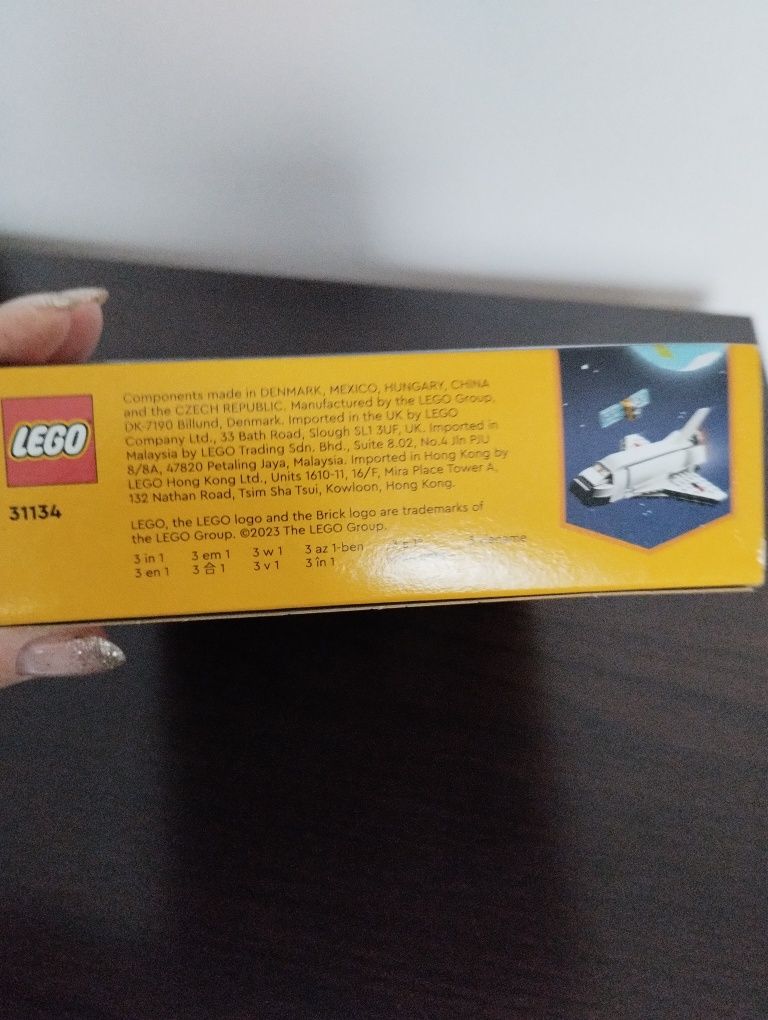 LEGO
31134
Components made in DENMARK, MEXICO, HUNGARY, CHINA
and the CZECH REPUBLIC. Manufactured by the LEGO Group,
DK-7190 Billund, Denmark. Imported in the UK by LEGO
Company Ltd., 33 Bath Road, Slough SL1 3UF, UK. Imported in
Malaysia by LEGO Trading Sdn. Bhd., Suite 8.02, No.4 Jln PJU
8/8A, 47820 Petaling Jaya, Malaysia. Imported in Hong Kong by
LEGO Hong Kong Ltd., Units 1610-11, 16/F, Mira Place Tower A,
132 Nathan Road, Tsim Sha Tsui, Kowloon, Hong Kong.
LEGO, the LEGO logo and the Brick logo are trademarks of
the LEGO Group. ©2023 The LEGO Group.
3 in 1 3 em 1 3 w 1 3 az 1-ben
3 en 1 3 合 1 3 v 1 3 în 1